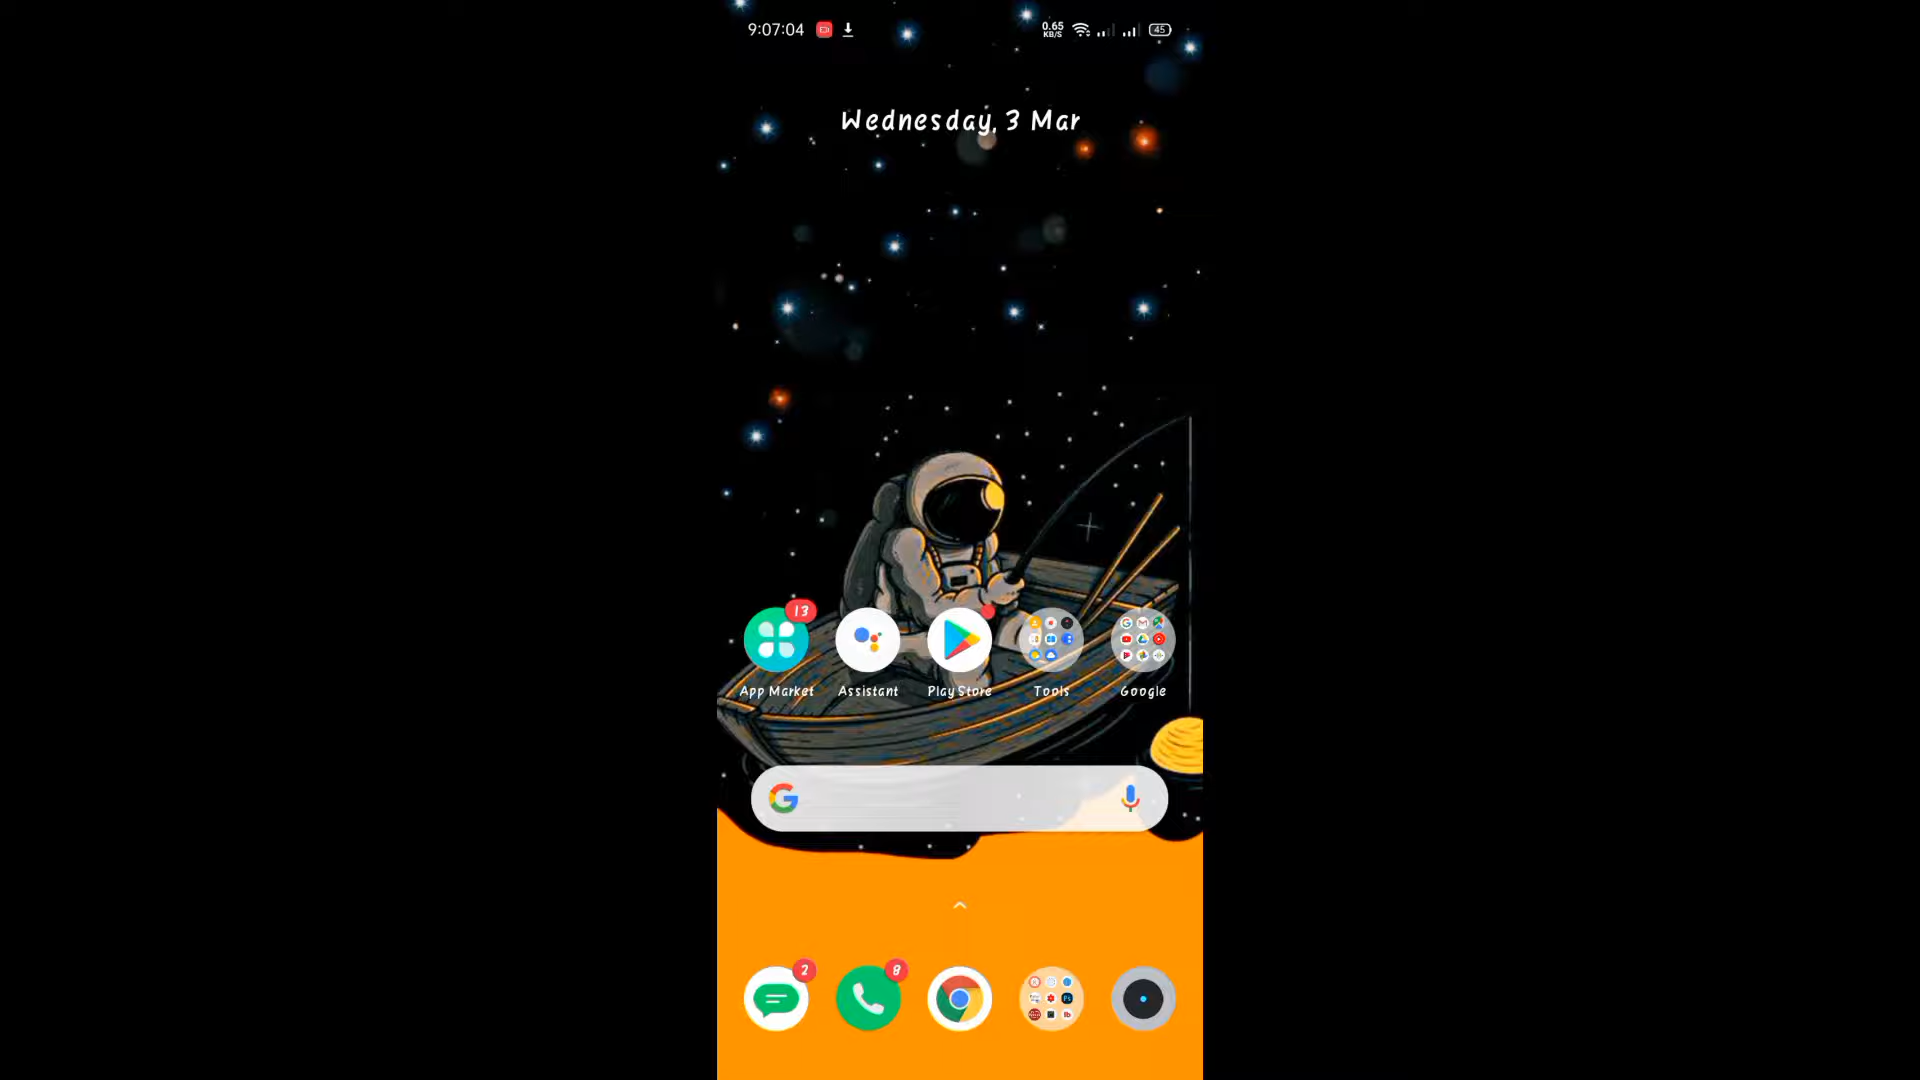 9:07:04
0.65
KB/S
45
Wednesday, 3 Mar
13
App Market
Assistant
Play Store
Tools
Google
2
8